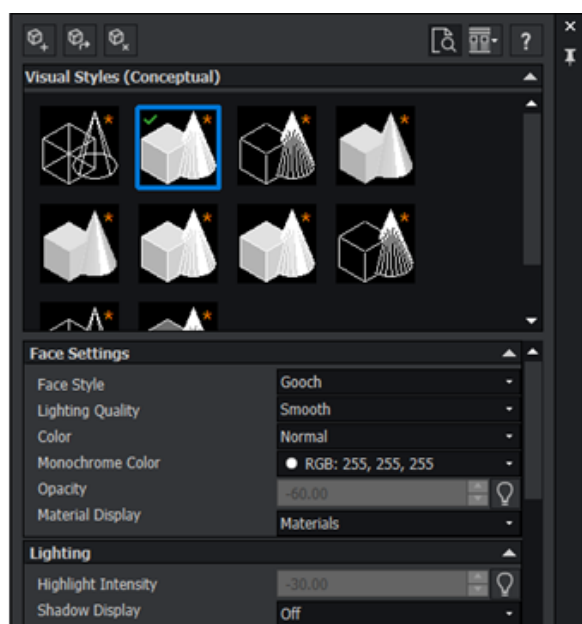 ?
Visual Styles (Conceptual)
Face Settings
Face Style Gooch
Lighting Quality Smooth
Color Normal
Monochrome Color RGB: 255, 255, 255
Opacity -60.00
Material Display Materials
Lighting
Highlight Intensity -30.00
Shadow Display Off